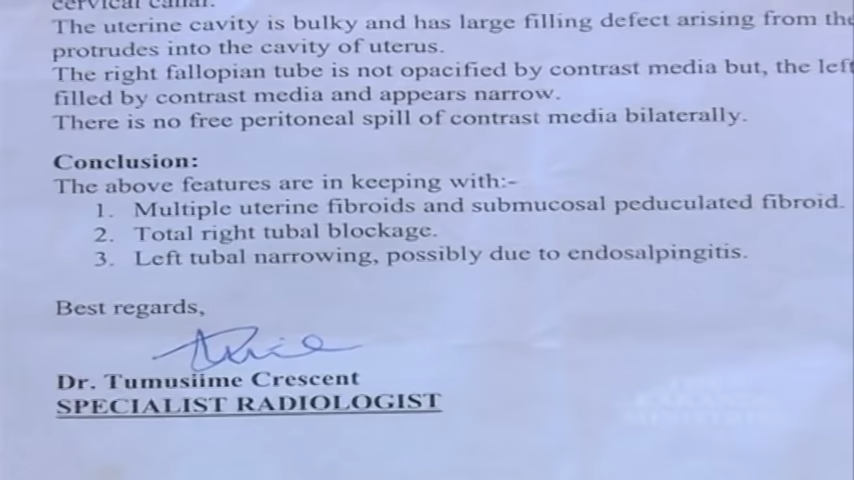 cervical canal.
The uterine cavity is bulky and has large filling defect arising from the
protrudes into the cavity of uterus.
The right fallopian tube is not opacified by contrast media but, the left
filled by contrast media and appears narrow.
There is no free peritoneal spill of contrast media bilaterally.
Conclusion:
The above features are in keeping with:-
1. Multiple uterine fibroids and submucosal peduculated fibroid.
2. Total right tubal blockage.
3. Left tubal narrowing, possibly due to endosalpingitis.
Best regards,
Dr. Tumusiime Crescent
SPECIALIST RADIOLOGIST